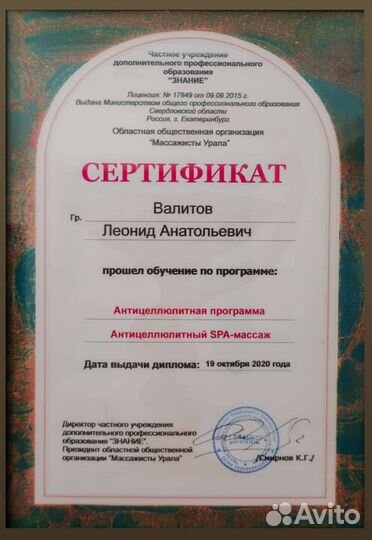 Частное учреждение
дополнительного профессионального
образования
"ЗНАНИЕ"
Лицензия: № 17849 от 09.09.2015 г.
Выдана Министерством общего профессионального образования
Свердловской области
Россия, г. Екатеринбург
Областная общественная организация
"Массажисты Урала"
СЕРТИФИКАТ
Гр. Валитов
Леонид Анатольевич
прошел обучение по программе:
Антицеллюлитная программа
Антицеллюлитный SPA-массаж
Дата выдачи диплома: 19 октября 2020 года
Директор частного учреждения
дополнительного профессионального
образования "ЗНАНИЕ".
Президент областной общественной
организации "Массажисты Урала"
/Смирнов К.Г./
Avito